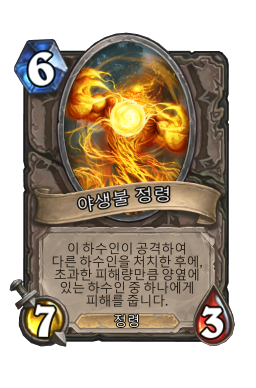 6
야생불 정령
이 하수인이 공격하여
다른 하수인을 처치한 후에,
초과한 피해량만큼 양옆에
있는 하수인 중 하나에게
피해를 줍니다.
7
정령
3